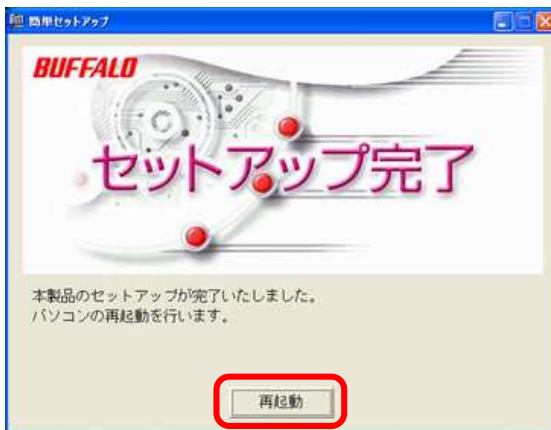 簡単セットアップ
BUFFALO
セットアップ完了
本製品のセットアップが完了いたしました。
パソコンの再起動を行います。
再起動